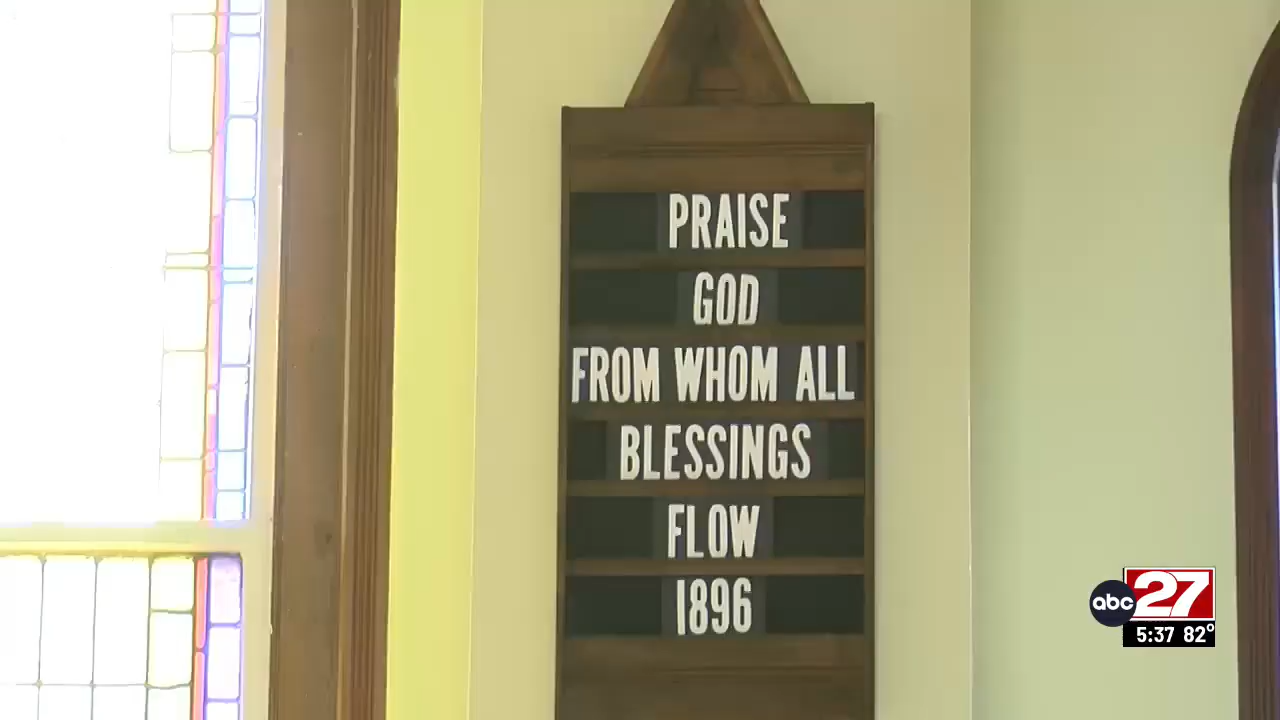 PRAISE
GOD
FROM WHOM ALL
BLESSINGS
FLOW
1896
abc 27
5:37 82°